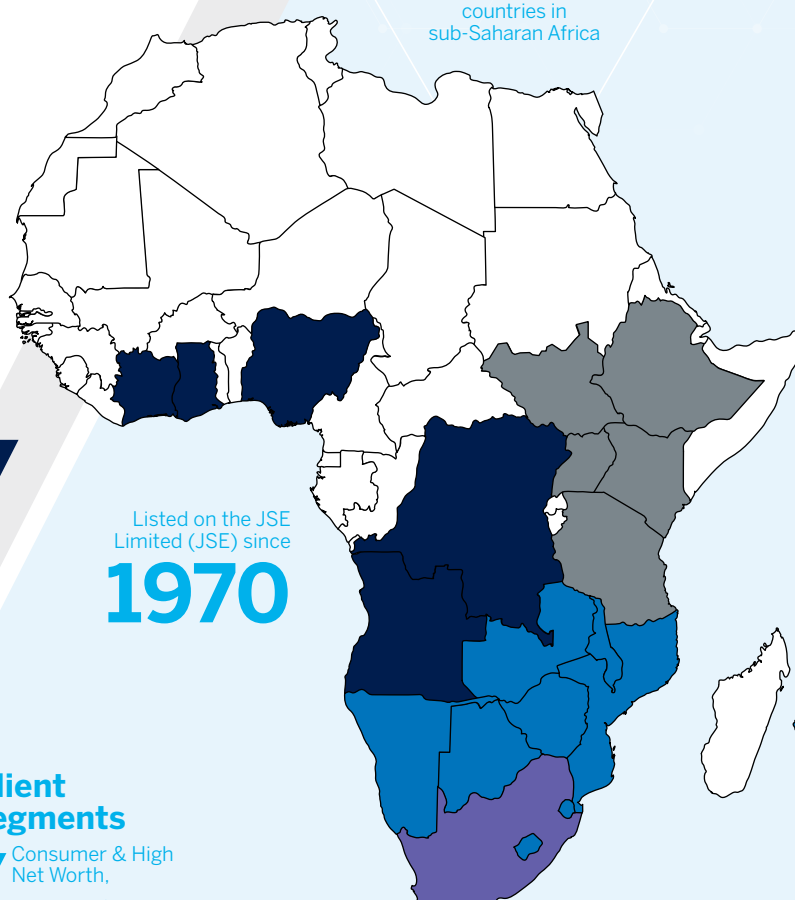 countries in
sub-Saharan Africa
Listed on the JSE
Limited (JSE) since
1970
lient
egments
Consumer & High
Net Worth,